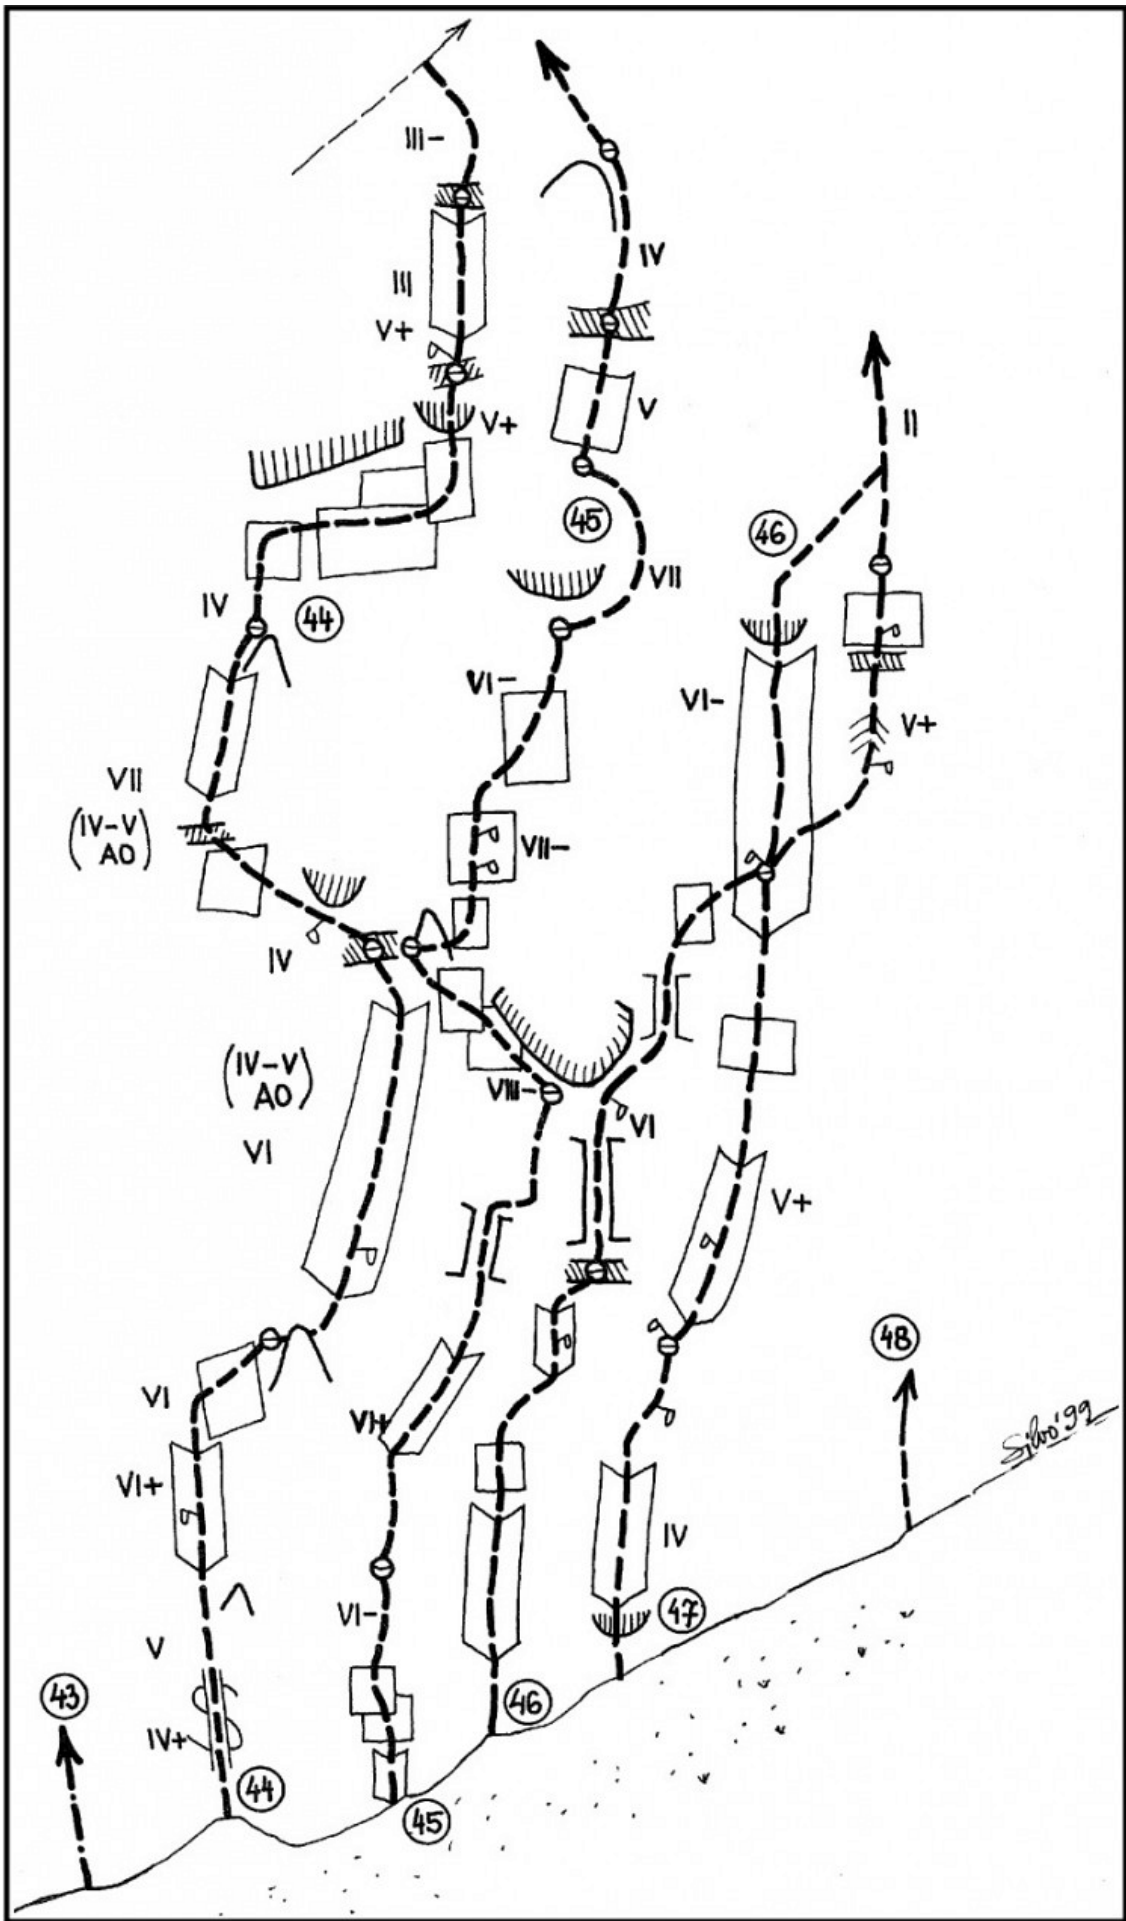 III-
III
IV
V+
V
II
V+
45
46
VII
IV
44
VI-
VI-
V+
VII
(IV-V)
A0
VII-
IV
(IV-V)
A0
VIII-
VI
VI
V+
48
VI
VI+
Silvo'99
VI+
IV
VI-
47
V
43
46
IV+
44
45